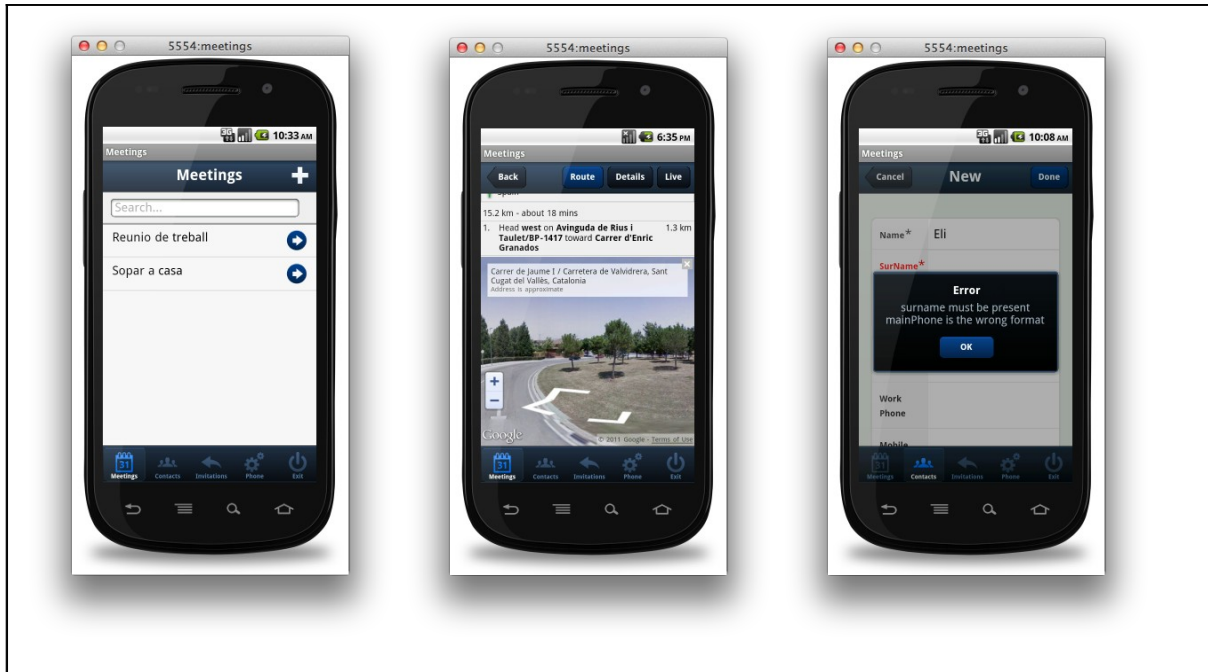 5554:meetings
10:33 AM
Meetings
Meetings
Search...
Reunio de treball
Sopar a casa
Meetings Contacts Invitations Phone Exit
5554:meetings
6:35 PM
Meetings
Back Route Details Live
Spain
15.2 km - about 18 mins
1. Head west on Avinguda de Rius i 1.3 km
Taulet/BP-1417 toward Carrer d'Enric
Granados
Carrer de Jaume I / Carretera de Valvidrera, Sant
Cugat del Vallès, Catalonia
Address is approximate
Google
© 2011 Google - Terms of Use
31
Meetings Contacts Invitations Phone Exit
5554:meetings
3G
10:08 AM
Meetings
Cancel New Done
Name* Eli
SurName*
Error
surname must be present
mainPhone is the wrong format
OK
Work
Phone
Mobile
31
Meetings Contacts Invitations Phone Exit